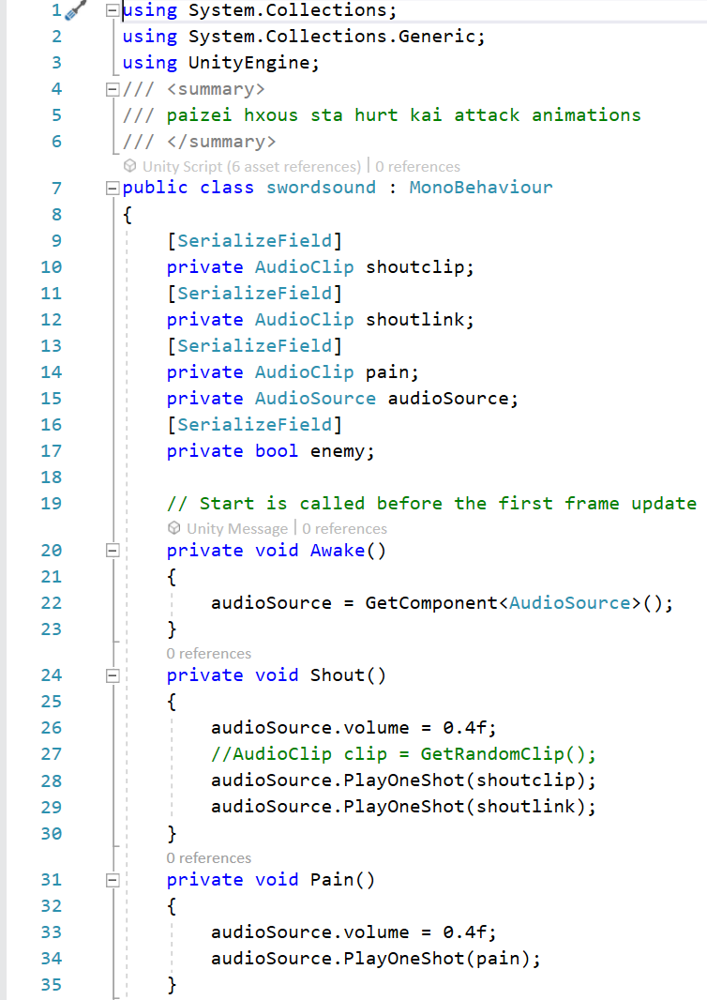 1 using System.Collections;
2 using System.Collections.Generic;
3 using UnityEngine;
4 /// <summary>
5 /// paizei hxous sta hurt kai attack animations
6 /// </summary>
Unity Script (6 asset references) | 0 references
7 public class swordsound : MonoBehaviour
8 {
9 [SerializeField]
10 private AudioClip shoutclip;
11 [SerializeField]
12 private AudioClip shoutlink;
13 [SerializeField]
14 private AudioClip pain;
15 private AudioSource audioSource;
16 [SerializeField]
17 private bool enemy;
18
19 // Start is called before the first frame update
Unity Message | 0 references
20 private void Awake()
21 {
22 audioSource = GetComponent<AudioSource>();
23 }
0 references
24 private void Shout()
25 {
26 audioSource.volume = 0.4f;
27 //AudioClip clip = GetRandomClip();
28 audioSource.PlayOneShot(shoutclip);
29 audioSource.PlayOneShot(shoutlink);
30 }
0 references
31 private void Pain()
32 {
33 audioSource.volume = 0.4f;
34 audioSource.PlayOneShot(pain);
35 }